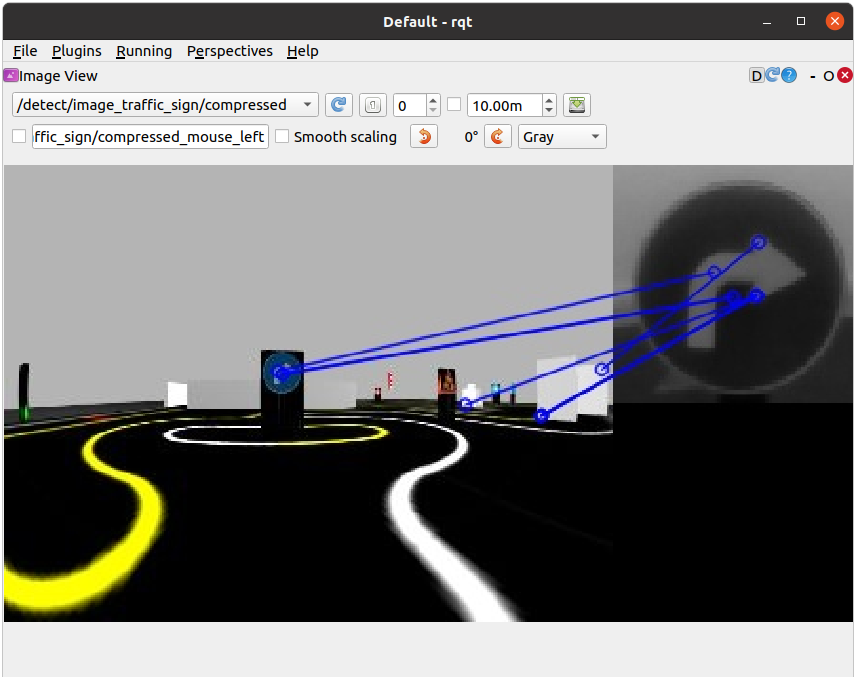 Default - rqt
File Plugins Running Perspectives Help
Image View D ? - O
/detect/image_traffic_sign/compressed 0 10.00m
ffic_sign/compressed_mouse_left Smooth scaling 0° Gray